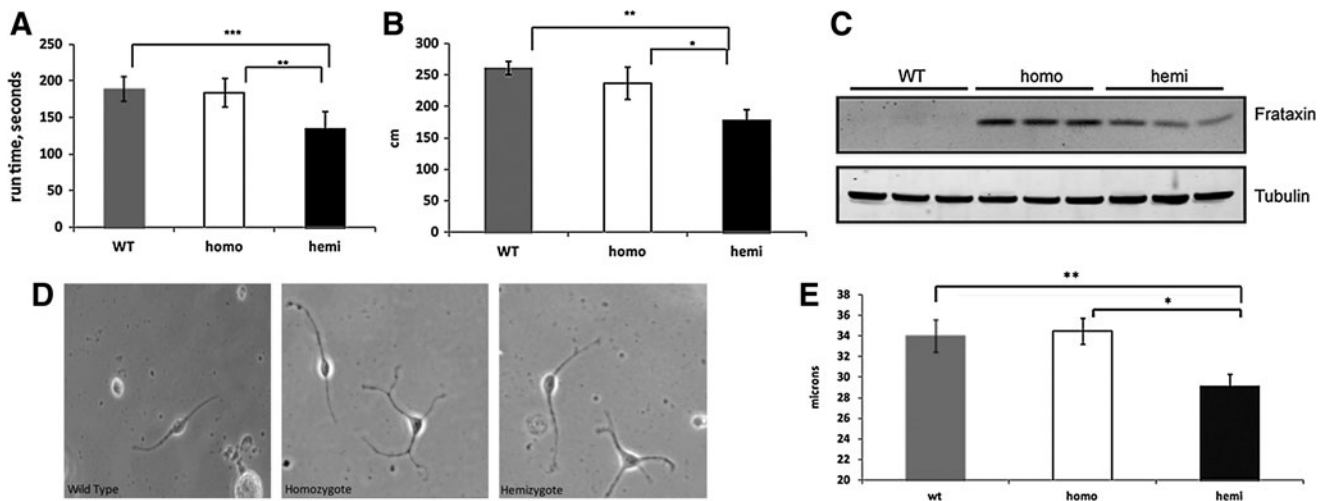 A
***
**
250
200
150
100
50
0
run time, seconds
WT
homo
hemi
B
**
*
300
250
200
150
100
50
0
cm
WT
homo
hemi
C
WT
homo
hemi
Frataxin
Tubulin
D
Wild Type
Homozygote
Hemizygote
E
**
*
38
36
34
32
30
28
26
24
22
20
microns
wt
homo
hemi